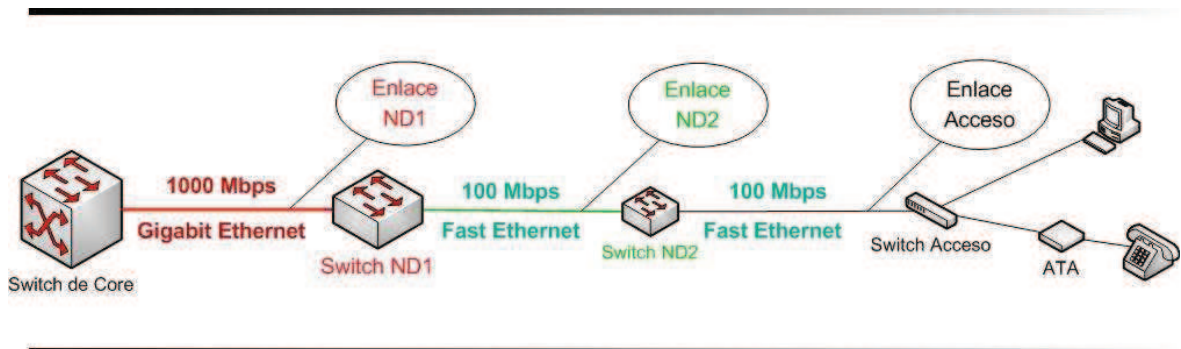 Enlace
ND1
Enlace
ND2
Enlace
Acceso
1000 Mbps
Gigabit Ethernet
100 Mbps
Fast Ethernet
100 Mbps
Fast Ethernet
Switch de Core
Switch ND1
Switch ND2
Switch Acceso
ATA